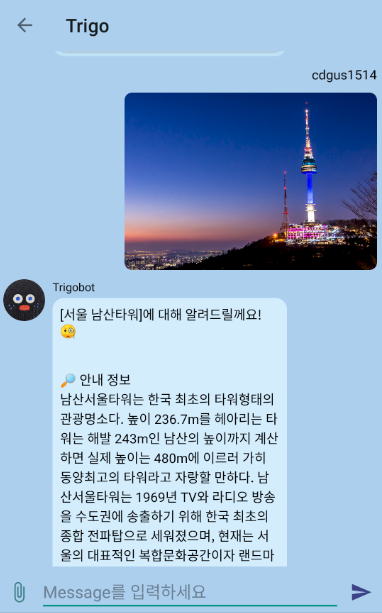 Trigo
cdgus1514
Trigobot
[서울 남산타워]에 대해 알려드릴께요!
안내 정보
남산서울타워는 한국 최초의 타워형태의
관광명소다. 높이 236.7m를 헤아리는 타
워는 해발 243m인 남산의 높이까지 계산
하면 실제 높이는 480m에 이르러 가히
동양최고의 타워라고 자랑할 만하다. 남
산서울타워는 1969년 TV와 라디오 방송
을 수도권에 송출하기 위해 한국 최초의
종합 전파탑으로 세워졌으며, 현재는 서
울의 대표적인 복합문화공간이자 랜드마
Message를 입력하세요